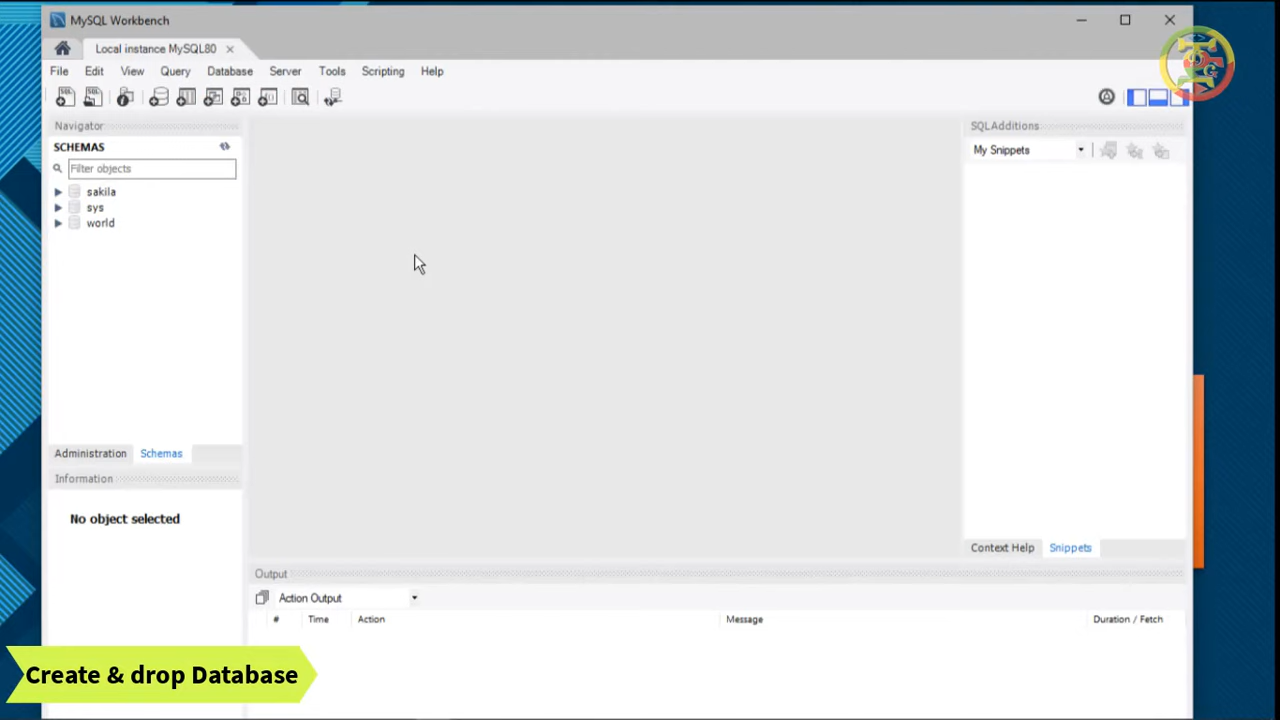 MySQL Workbench
Local instance MySQL80
File Edit View Query Database Server Tools Scripting Help
Navigator
SCHEMAS
Filter objects
sakila
sys
world
Administration Schemas
Information
No object selected
SQLAdditions
My Snippets
Context Help Snippets
Output
Action Output
# Time Action Message Duration / Fetch
Create & drop Database